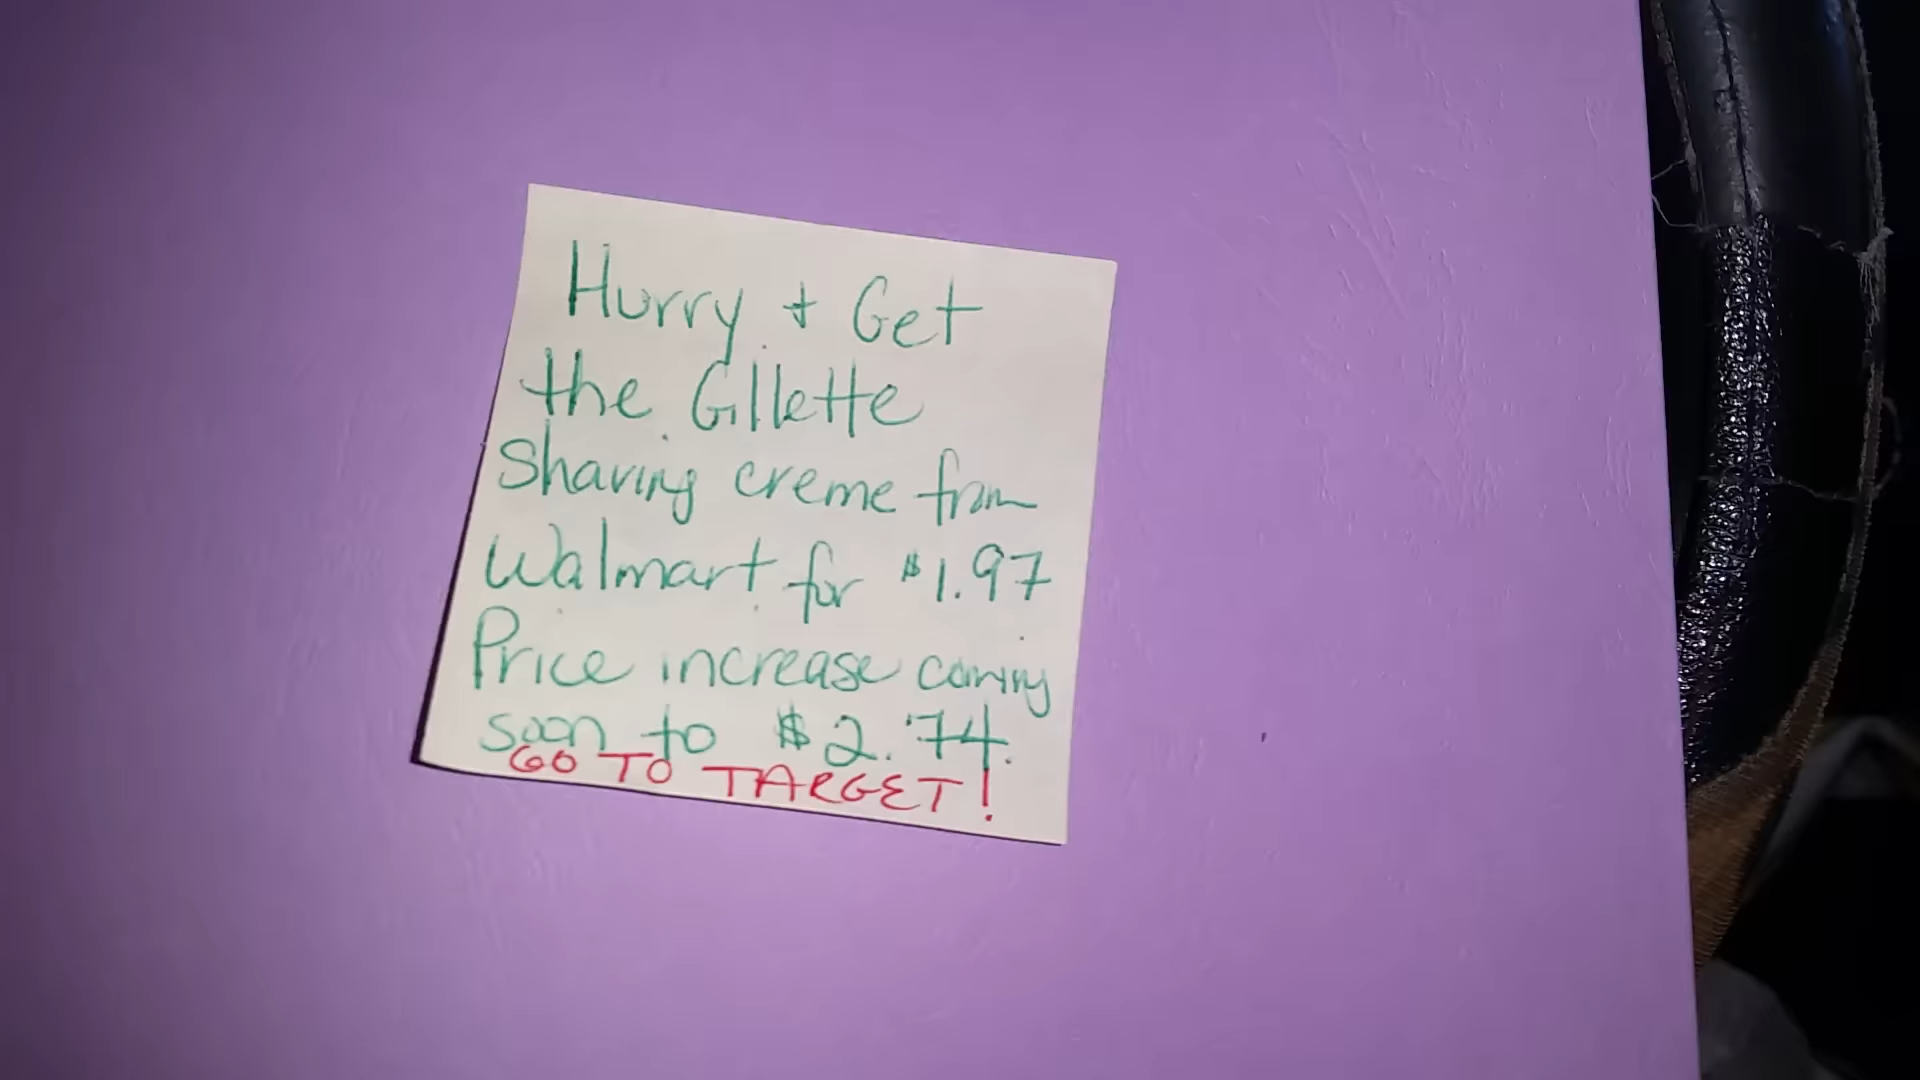 Hurry + Get
the Gillette
Shaving creme from
Walmart for $1.97
Price increase coming
soon to $2.74.
GO TO TARGET!